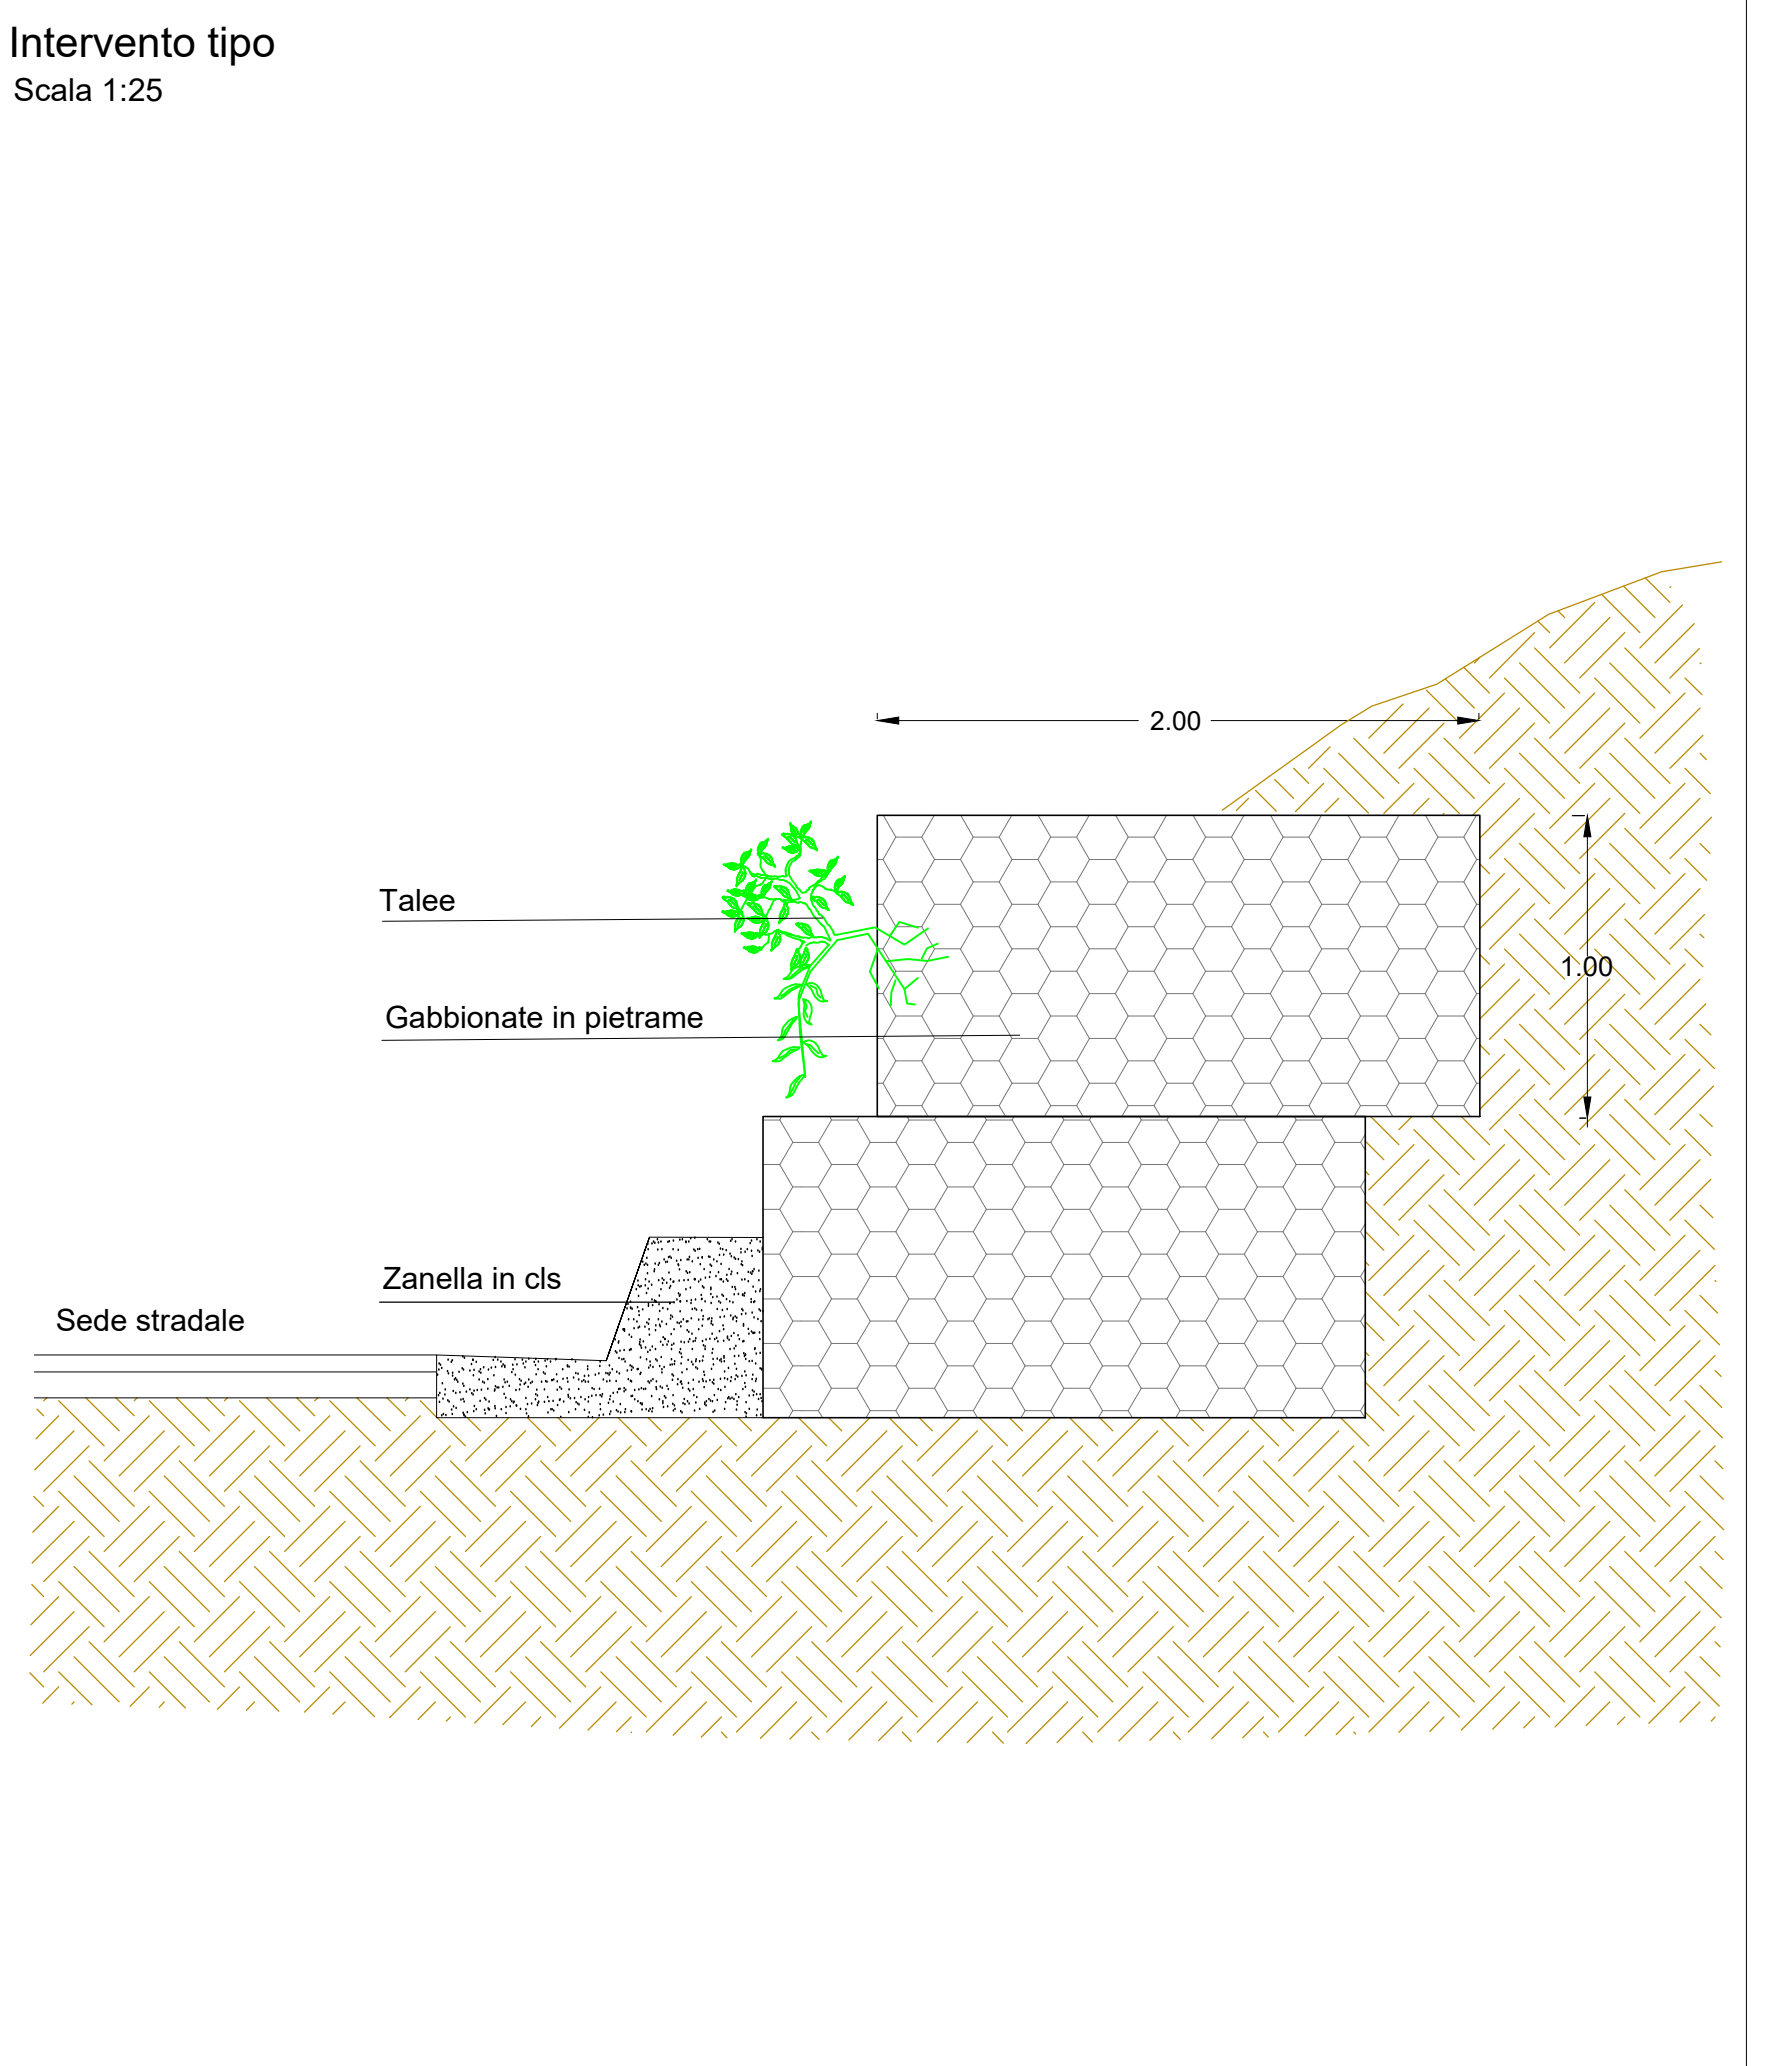 Intervento tipo
Scala 1:25
2.00
Talee
1.00
Gabbionate in pietrame
Zanella in cls
Sede stradale